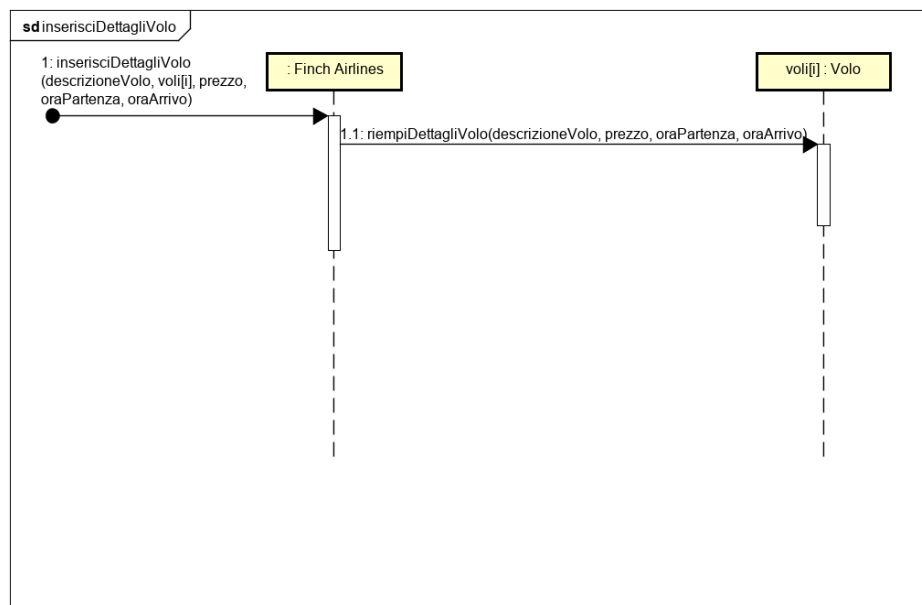 sd inserisciDettagliVolo
1: inserisciDettagliVolo
(descrizioneVolo, voli[i], prezzo,
oraPartenza, oraArrivo)
: Finch Airlines
voli[i] : Volo
1.1: riempiDettagliVolo(descrizioneVolo, prezzo, oraPartenza, oraArrivo)